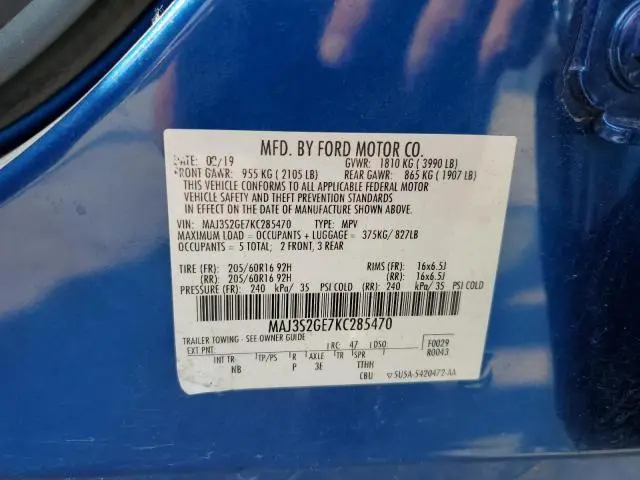 MFD. BY FORD MOTOR CO.
DATE: 02/19 GVWR: 1810 KG ( 3990 LB)
FRONT GAWR: 955 KG ( 2105 LB) REAR GAWR: 865 KG ( 1907 LB)
THIS VEHICLE CONFORMS TO ALL APPLICABLE FEDERAL MOTOR
VEHICLE SAFETY AND THEFT PREVENTION STANDARDS
IN EFFECT ON THE DATE OF MANUFACTURE SHOWN ABOVE.
VIN: MAJ3S2GE7KC285470 TYPE: MPV
MAXIMUM LOAD = OCCUPANTS + LUGGAGE = 375KG/ 827LB
OCCUPANTS = 5 TOTAL; 2 FRONT, 3 REAR
TIRE (FR): 205/60R16 92H RIMS (FR): 16x6.5J
(RR): 205/60R16 92H (RR): 16x6.5J
PRESSURE (FR): 240 kPa/ 35 PSI COLD (RR): 240 kPa/ 35 PSI COLD
MAJ3S2GE7KC285470
TRAILER TOWING - SEE OWNER GUIDE
EXT PNT: RC: 47 DSO: F0029
R0043
INT TR TP/PS R AXLE TR SPR
NB P 3E TTHH
CBU 5U5A-5420472-AA